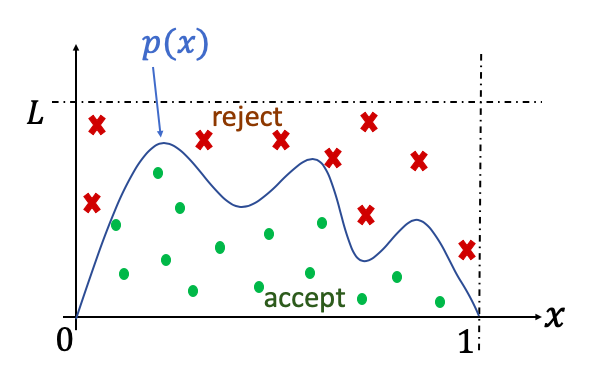 p(x)
L
reject
accept
x
0
1